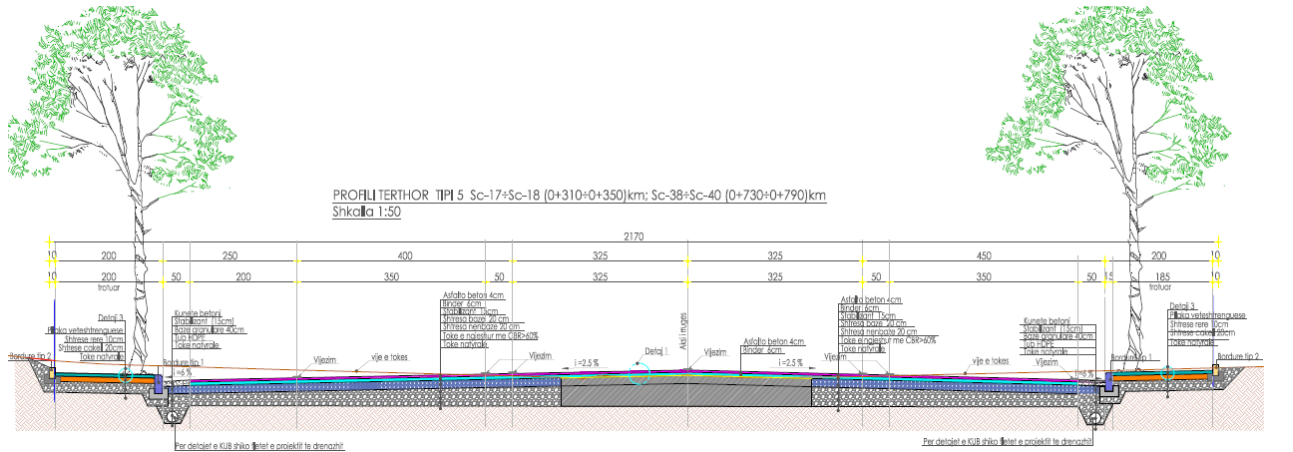 PROFILI TERTHOR TIPI 5 Sc-17÷Sc-18 (0+310÷0+350)km; Sc-38÷Sc-40 (0+730÷0+790)km
Shkalla 1:50
2170
10 200 250 400 325 325 450 200 10
10 200 50 200 350 50 325 325 50 350 50 15 185 10
trotuar
trotuar
Detaj 3
Pllaka veteshtrenguese
Shtrese rere 10cm
Shtrese cakell 20cm
Toke natyrale
Bordure tip 2
Kunete betoni
Stabilizant (15cm)
Baze granulare 40cm
Tub HDPE
Toke natyrale
Bordure tip 1
i=6 %
Vijezim
vije e tokes
Asfalto beton 4cm
Binder 6cm
Stabilizant 15cm
Shtresa bazei 20 cm
Shtresa nenbaze 20 cm
Toke e ngjeshur me CBR>60%
Toke natyrale
Vijezim
i=2.5 %
Detaj 1
Aksi i rruges
Vijezim
Asfalto beton 4cm
Binder 6cm
i=2.5 %
Asfalto beton 4cm
Binder 6cm
Stabilizant 15cm
Shtresa bazei 20 cm
Shtresa nenbaze 20 cm
Toke e ngjeshur me CBR>60%
Toke natyrale
Vijezim
vije e tokes
Vijezim
Kunete betoni
Stabilizant (15cm)
Baze granulare 40cm
Tub HDPE
Toke natyrale
i=6%
Bordure tip 1
Detaj 3
Pllaka veteshtrenguese
Shtrese rere 10cm
Shtrese cakell 20cm
Toke natyrale
Bordure tip 2
Per detajet e KUB shiko fletet e projektit te drenazhit
Per detajet e KUB shiko fletet e projektit te drenazhit